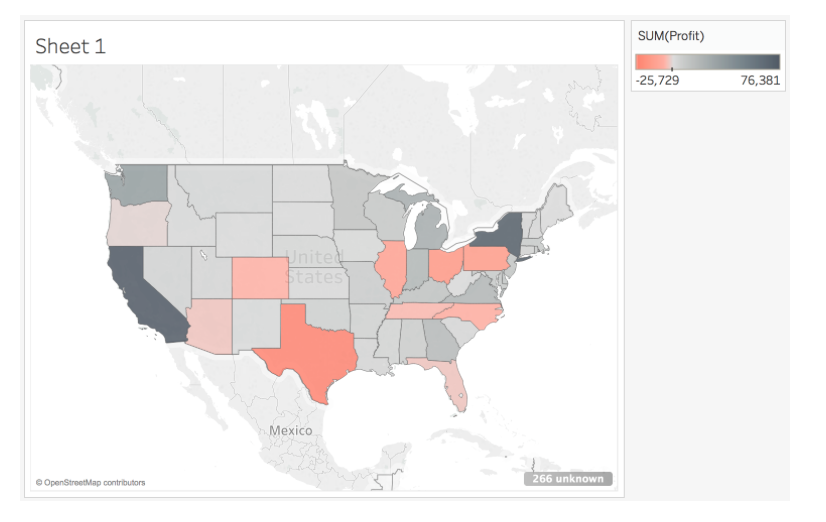 Sheet 1
SUM(Profit)
-25,729 76,381
United
States
Mexico
© OpenStreetMap contributors
266 unknown